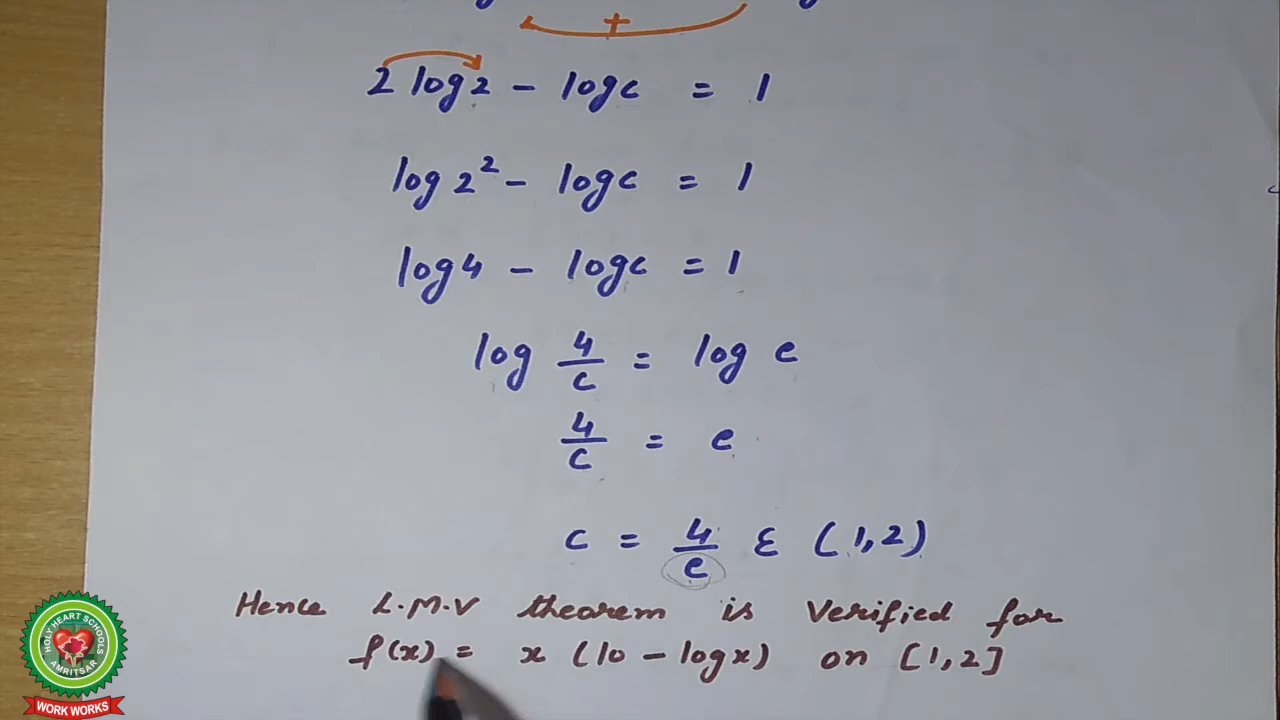 +
2 log 2 - log c = 1
log 2² - log c = 1
log 4 - log c = 1
log 4/c = log e
4/c = e
c = 4/e ε (1,2)
Hence L.M.V theorem is verified for
f(x) = x (10 - log x) on [1,2]
HOLY HEART SCHOOLS
AMRITSAR
WORK WORKS